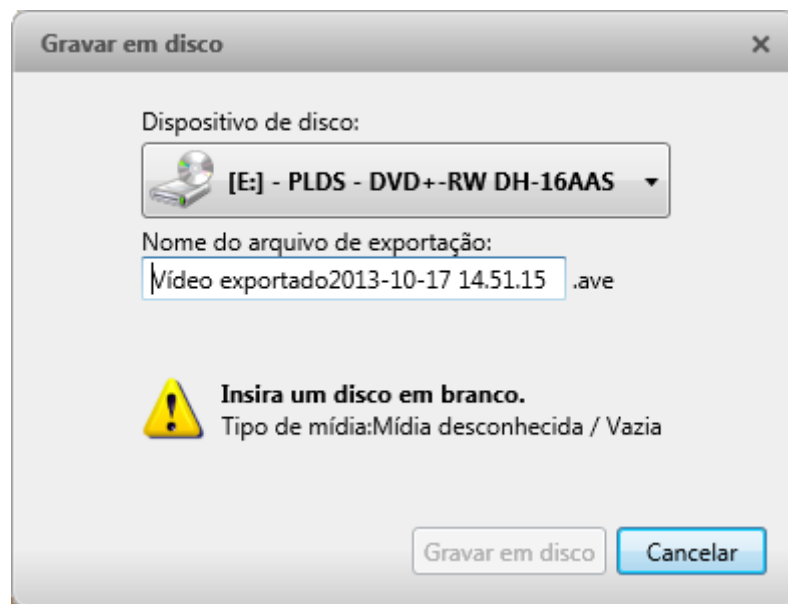 Gravar em disco
Dispositivo de disco:
[E:] - PLDS - DVD+-RW DH-16AAS
Nome do arquivo de exportação:
Vídeo exportado2013-10-17 14.51.15 .ave
Insira um disco em branco.
Tipo de mídia:Mídia desconhecida / Vazia
Gravar em disco Cancelar